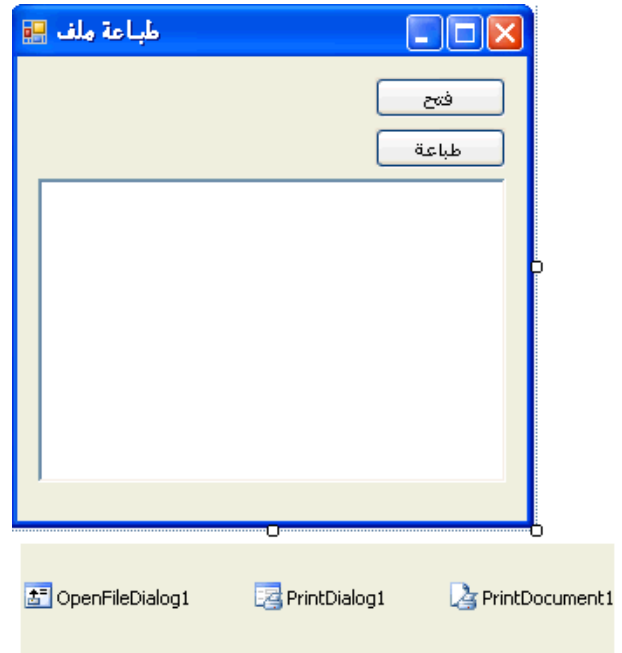 طباعة ملف
فتح
طباعة
OpenFileDialog1
PrintDialog1
PrintDocument1